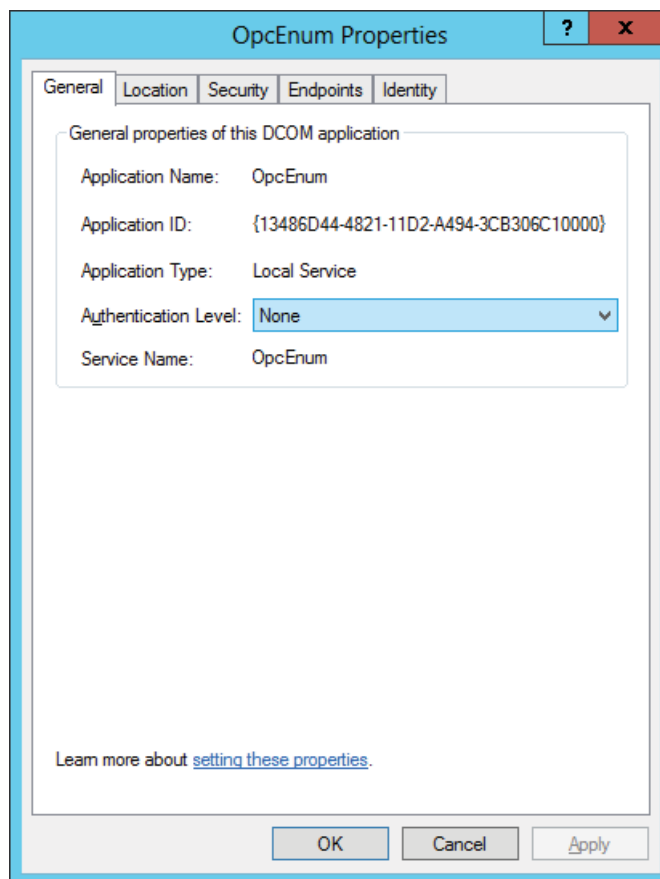 OpcEnum Properties
?
x
General
Location
Security
Endpoints
Identity
General properties of this DCOM application
Application Name: OpcEnum
Application ID: {13486D44-4821-11D2-A494-3CB306C10000}
Application Type: Local Service
Authentication Level: None
Service Name: OpcEnum
Learn more about setting these properties.
OK
Cancel
Apply